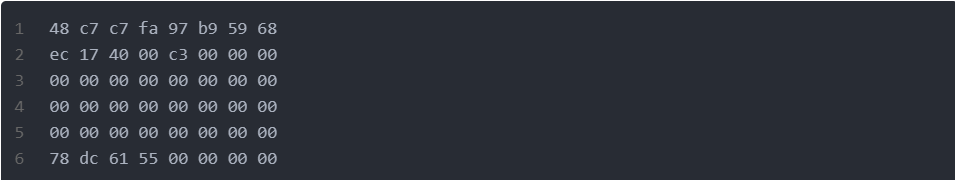 1 48 c7 c7 fa 97 b9 59 68
2 ec 17 40 00 c3 00 00 00
3 00 00 00 00 00 00 00 00
4 00 00 00 00 00 00 00 00
5 00 00 00 00 00 00 00 00
6 78 dc 61 55 00 00 00 00